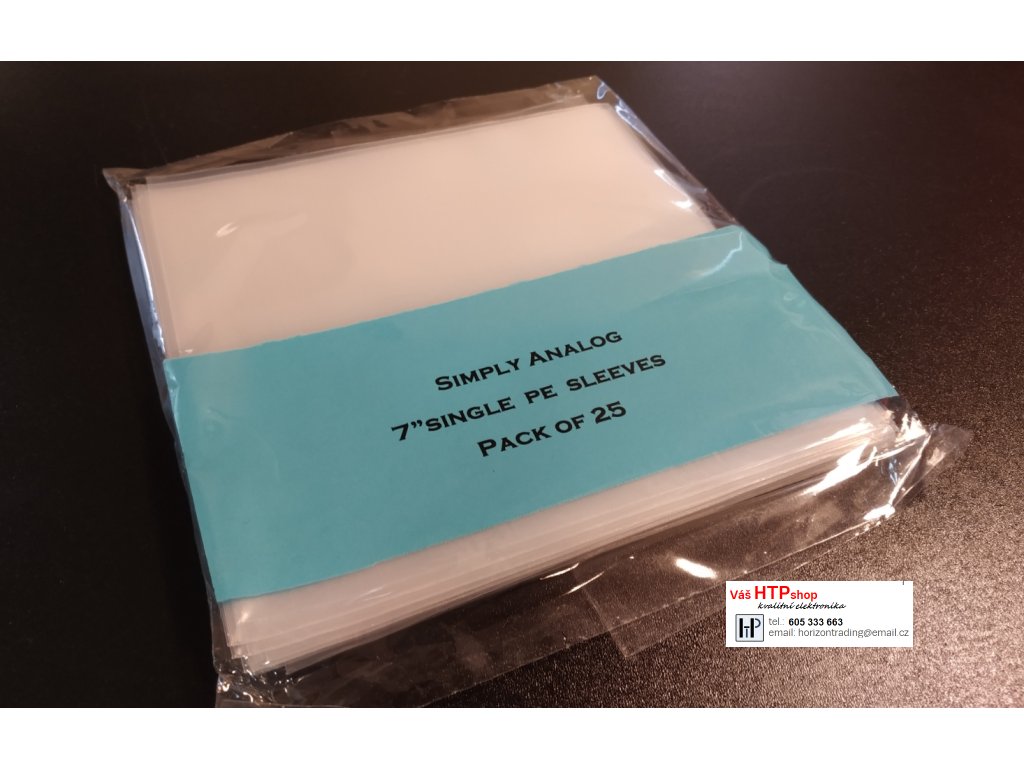 Simply Analog
7”single pe sleeves
Pack of 25
Váš HTPshop
kvalitní elektronika
HTP
tel.: 605 333 663
email: horizontrading@email.cz